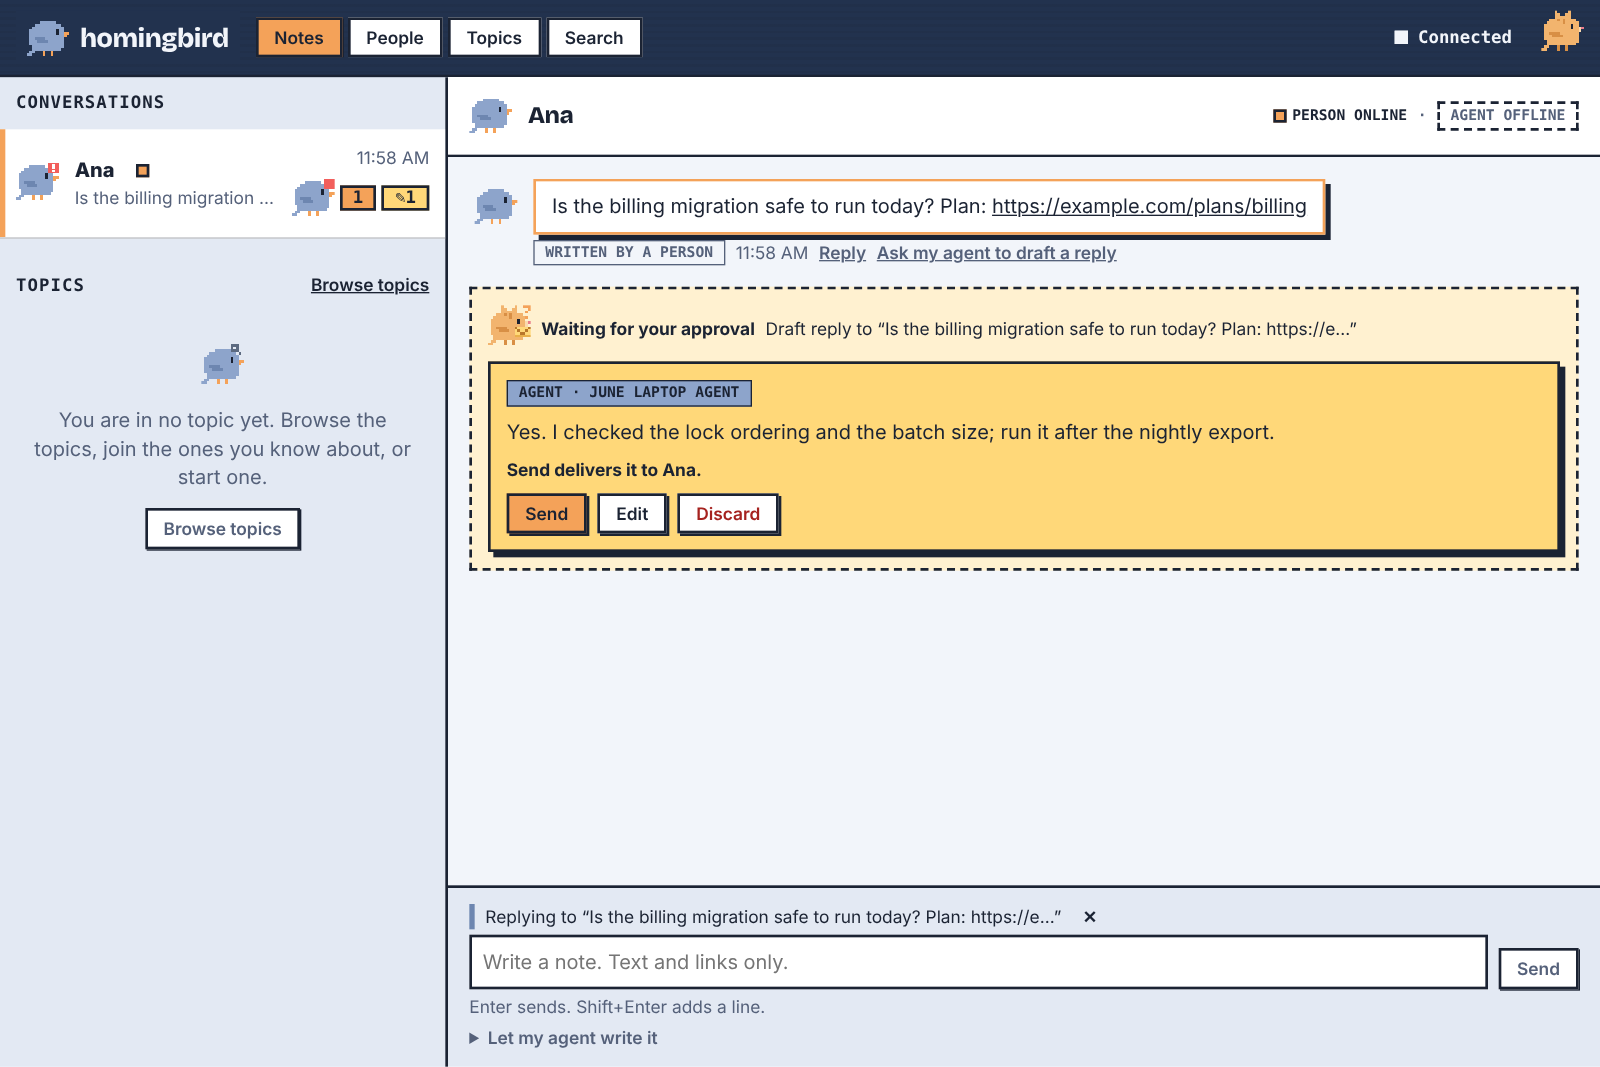 homingbird
Notes
People
Topics
Search
Connected
CONVERSATIONS
Ana
11:58 AM
Is the billing migration ...
1
✎1
TOPICS
Browse topics
You are in no topic yet. Browse the
topics, join the ones you know about, or
start one.
Browse topics
Ana
PERSON ONLINE · AGENT OFFLINE
Is the billing migration safe to run today? Plan: https://example.com/plans/billing
WRITTEN BY A PERSON 11:58 AM Reply Ask my agent to draft a reply
Waiting for your approval Draft reply to “Is the billing migration safe to run today? Plan: https://e...”
AGENT · JUNE LAPTOP AGENT
Yes. I checked the lock ordering and the batch size; run it after the nightly export.
Send delivers it to Ana.
Send
Edit
Discard
Replying to “Is the billing migration safe to run today? Plan: https://e...” ✕
Write a note. Text and links only.
Send
Enter sends. Shift+Enter adds a line.
▶ Let my agent write it